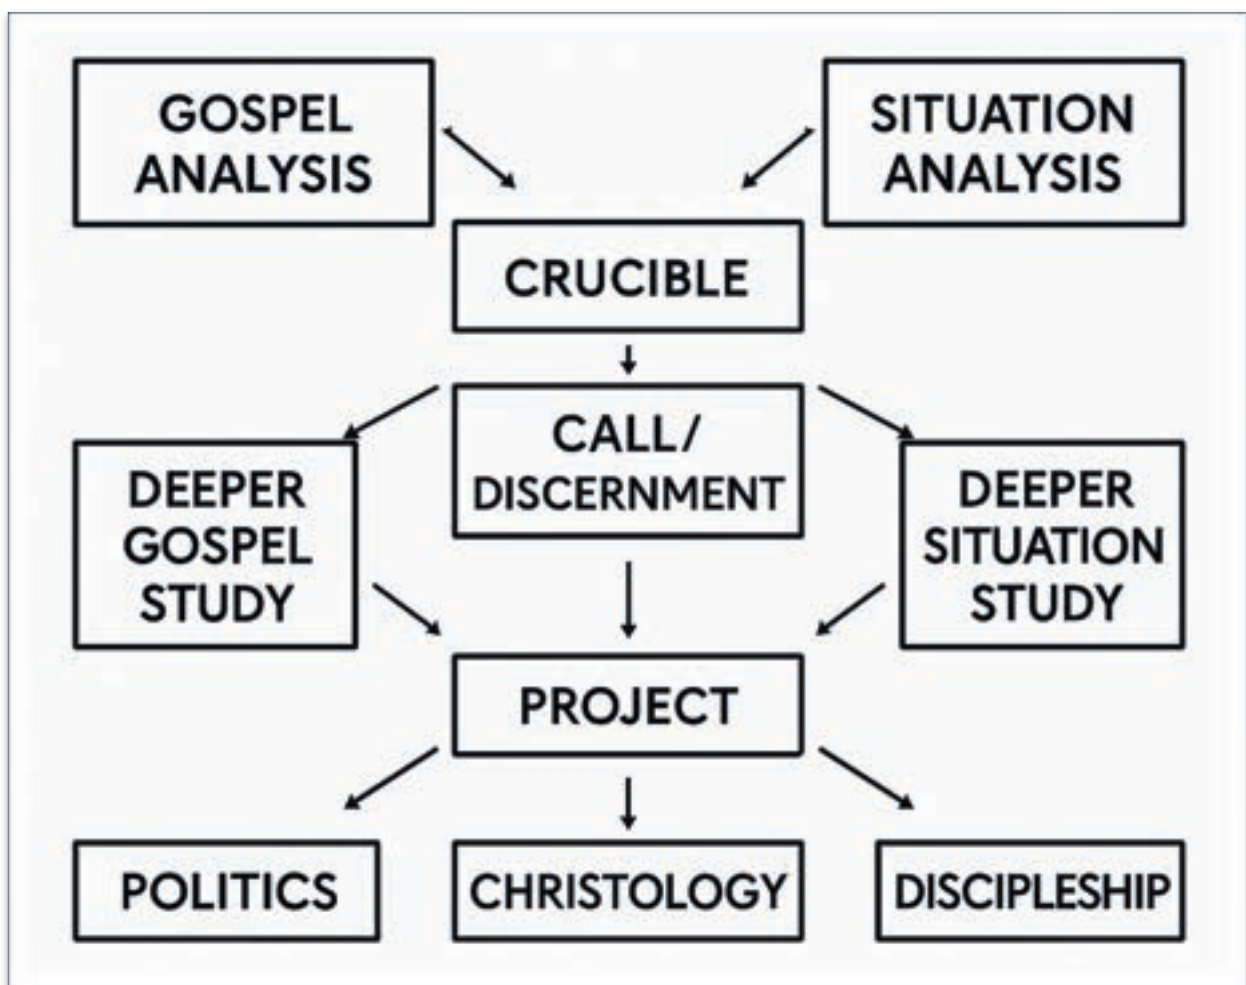 GOSPEL
ANALYSIS
SITUATION
ANALYSIS
CRUCIBLE
CALL/
DISCERNMENT
DEEPER
GOSPEL
STUDY
DEEPER
SITUATION
STUDY
PROJECT
POLITICS
CHRISTOLOGY
DISCIPLESHIP